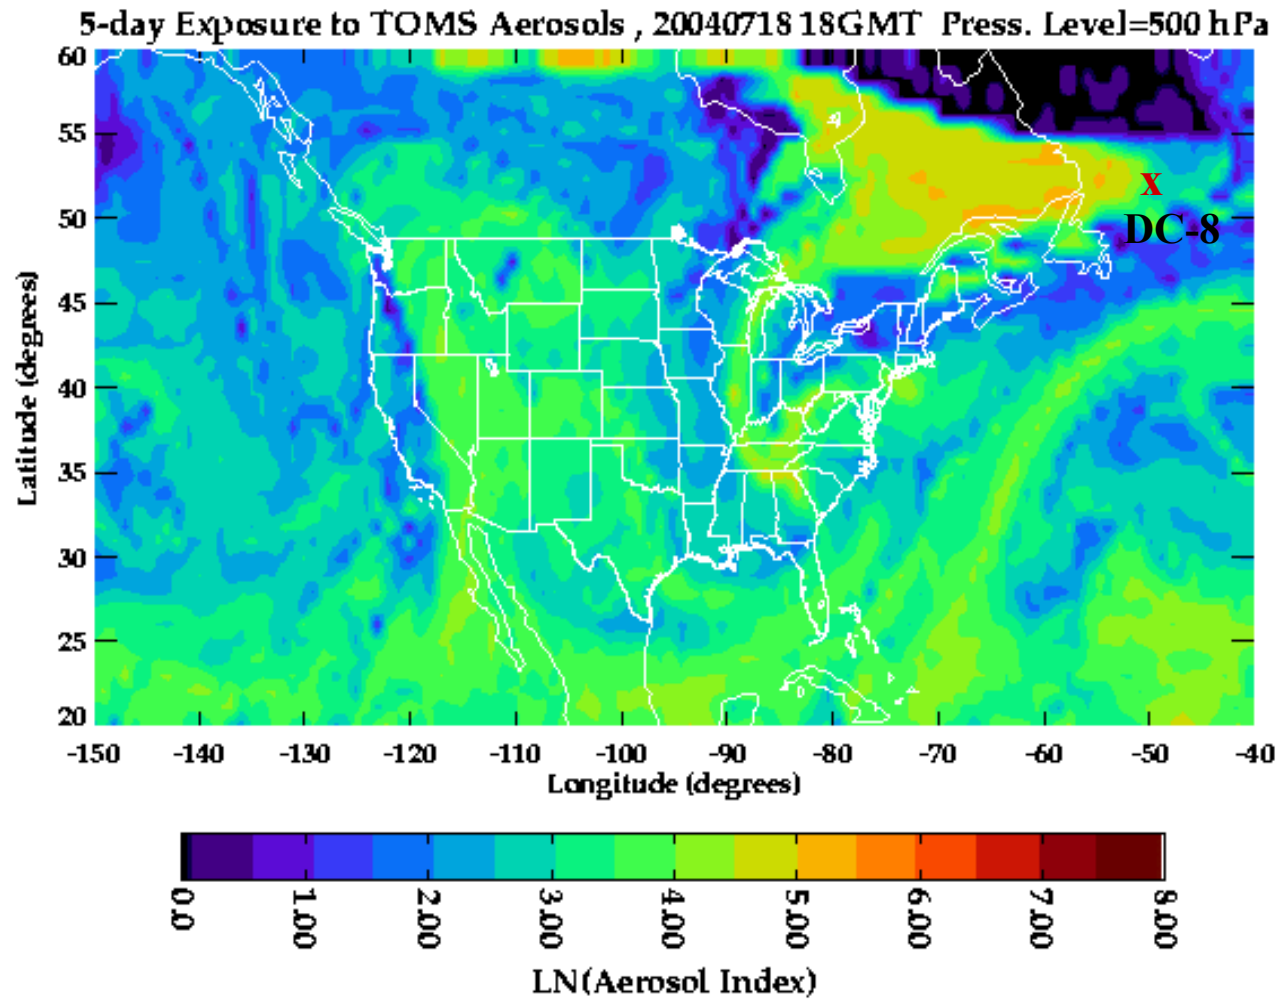 5-day Exposure to TOMS Aerosols , 20040718 18GMT Press. Level=500 hPa
60
55
50
45
40
35
30
25
20
Latitude (degrees)
x
DC-8
-150 -140 -130 -120 -110 -100 -90 -80 -70 -60 -50 -40
Longitude (degrees)
0.0 1.00 2.00 3.00 4.00 5.00 6.00 7.00 8.00
LN(Aerosol Index)